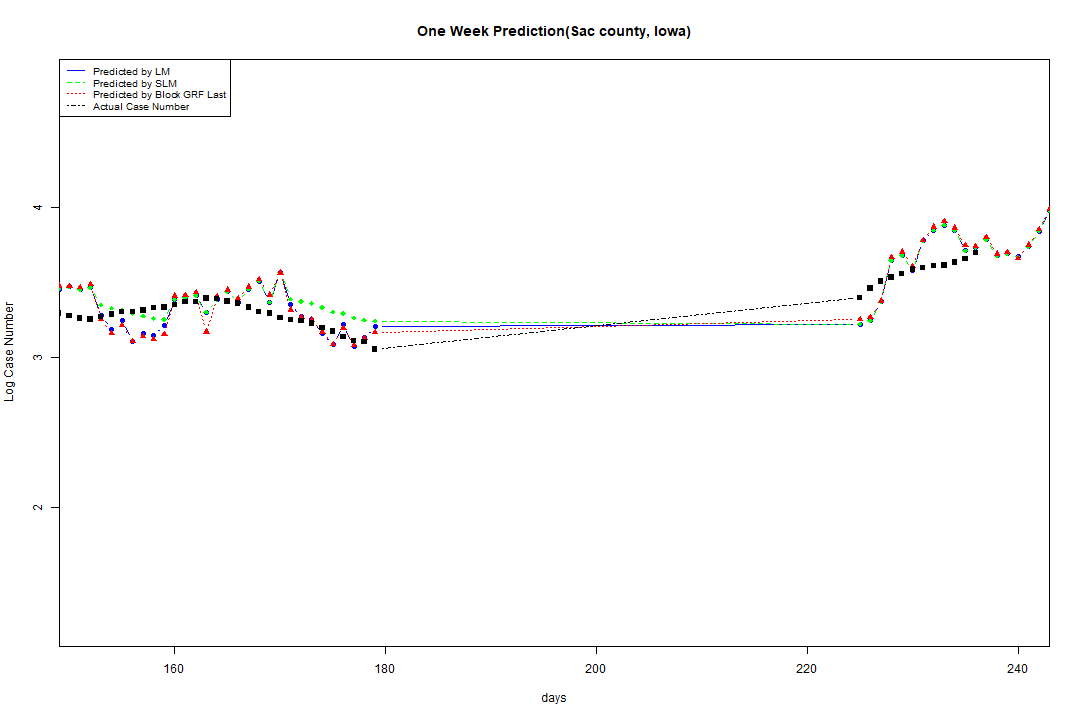 One Week Prediction(Sac county, Iowa)
Predicted by LM
Predicted by SLM
Predicted by Block GRF Last
Actual Case Number
Log Case Number
4
3
2
160 180 200 220 240
days